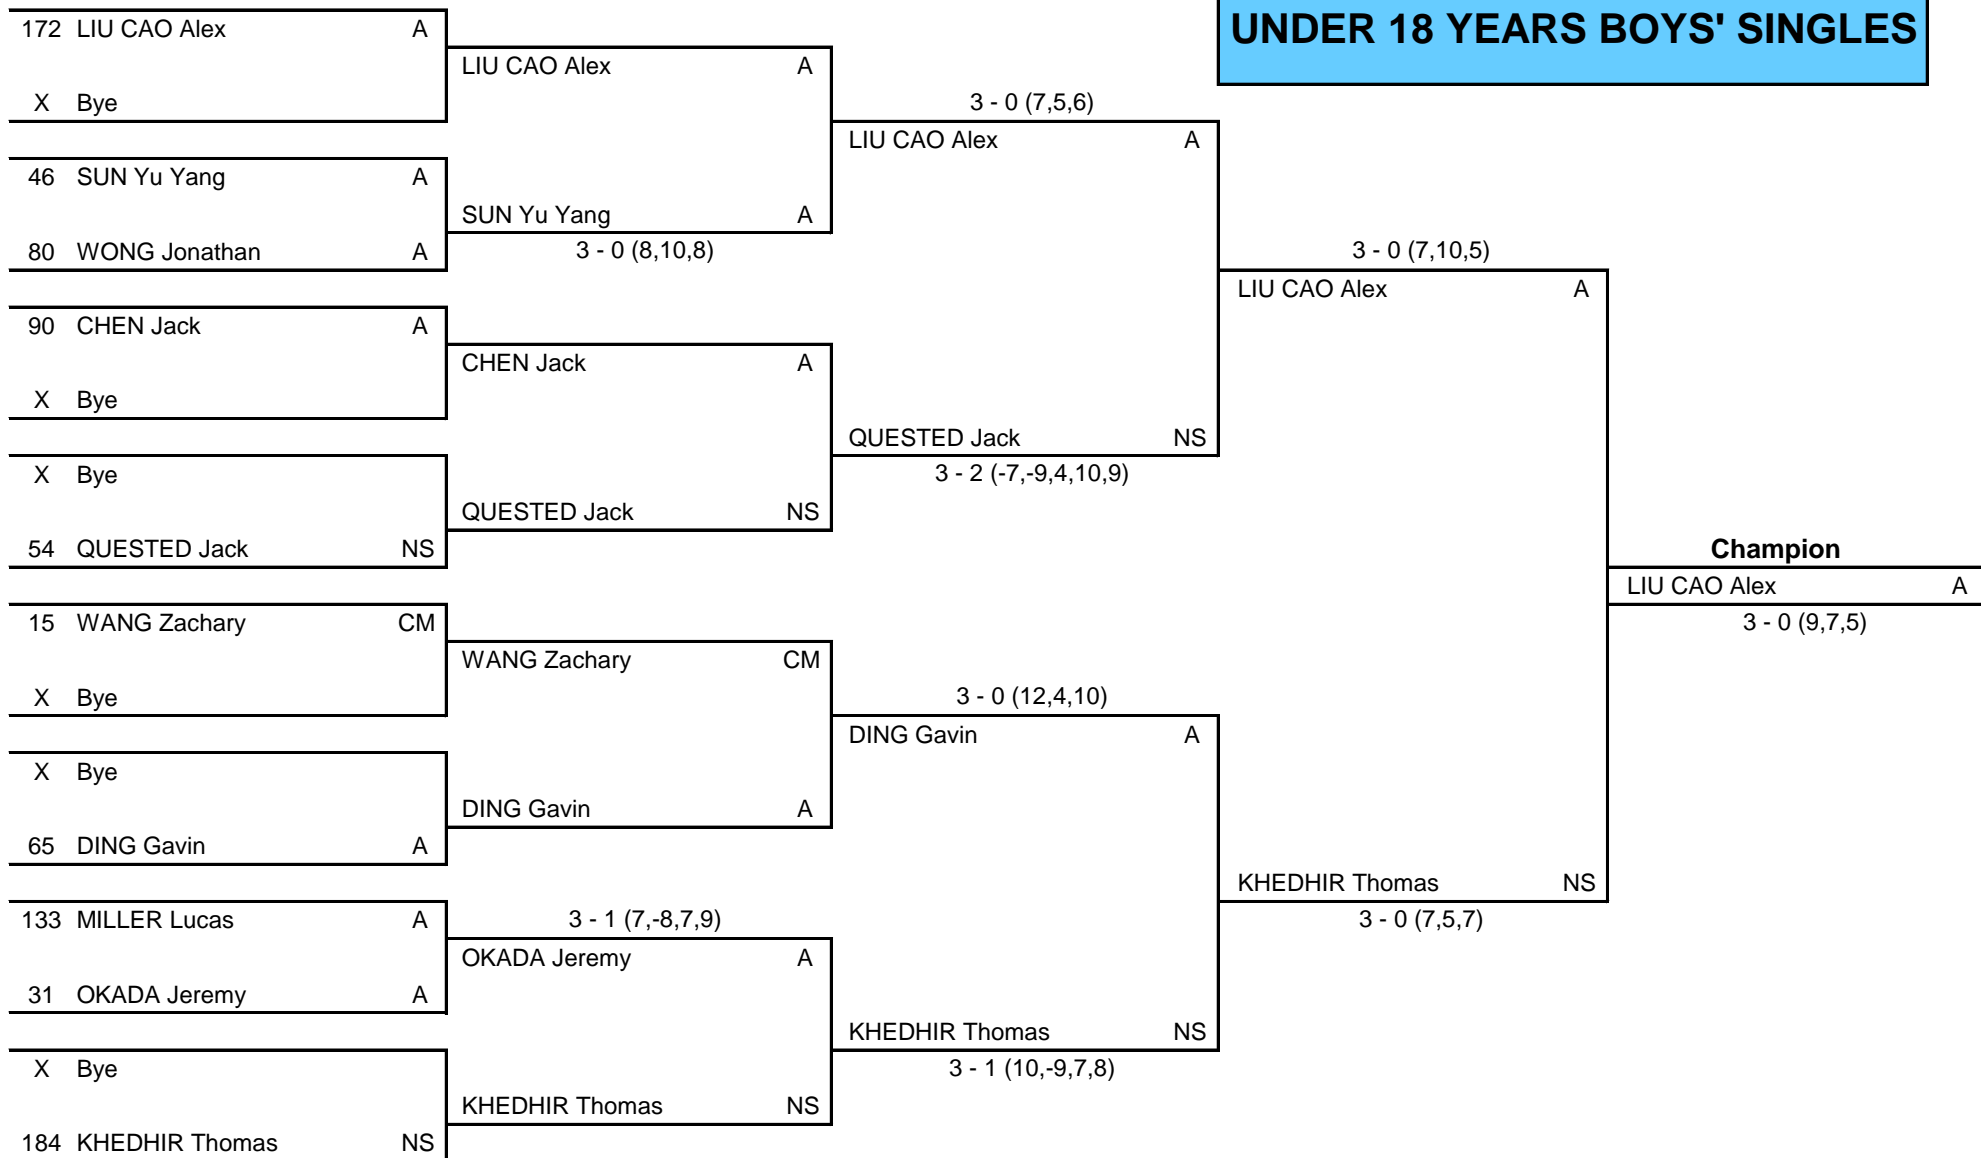 UNDER 18 YEARS BOYS' SINGLES
172 LIU CAO Alex A
LIU CAO Alex A
X Bye
3 - 0 (7,5,6)
LIU CAO Alex A
46 SUN Yu Yang A
SUN Yu Yang A
80 WONG Jonathan A
3 - 0 (8,10,8)
3 - 0 (7,10,5)
LIU CAO Alex A
90 CHEN Jack A
CHEN Jack A
X Bye
QUESTED Jack NS
X Bye
3 - 2 (-7,-9,4,10,9)
QUESTED Jack NS
54 QUESTED Jack NS
Champion
LIU CAO Alex A
15 WANG Zachary CM
3 - 0 (9,7,5)
WANG Zachary CM
X Bye
3 - 0 (12,4,10)
DING Gavin A
X Bye
DING Gavin A
65 DING Gavin A
KHEDHIR Thomas NS
133 MILLER Lucas A
3 - 1 (7,-8,7,9)
3 - 0 (7,5,7)
OKADA Jeremy A
31 OKADA Jeremy A
KHEDHIR Thomas NS
X Bye
3 - 1 (10,-9,7,8)
KHEDHIR Thomas NS
184 KHEDHIR Thomas NS